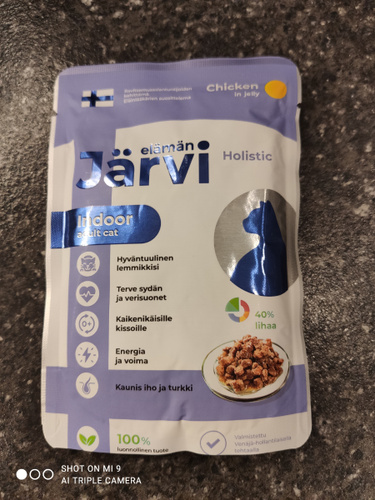 Chicken
in jelly
elämän
Järvi
Holistic
Indoor
adult cat
Hyväntuulinen
lemmikkisi
Terve sydän
ja verisuonet
40%
lihaa
Kaikenikäisille
kissoille
Energia
ja voima
Kaunis iho ja turkki
100%
luonnollinen tuote
SHOT ON MI 9
AI TRIPLE CAMERA